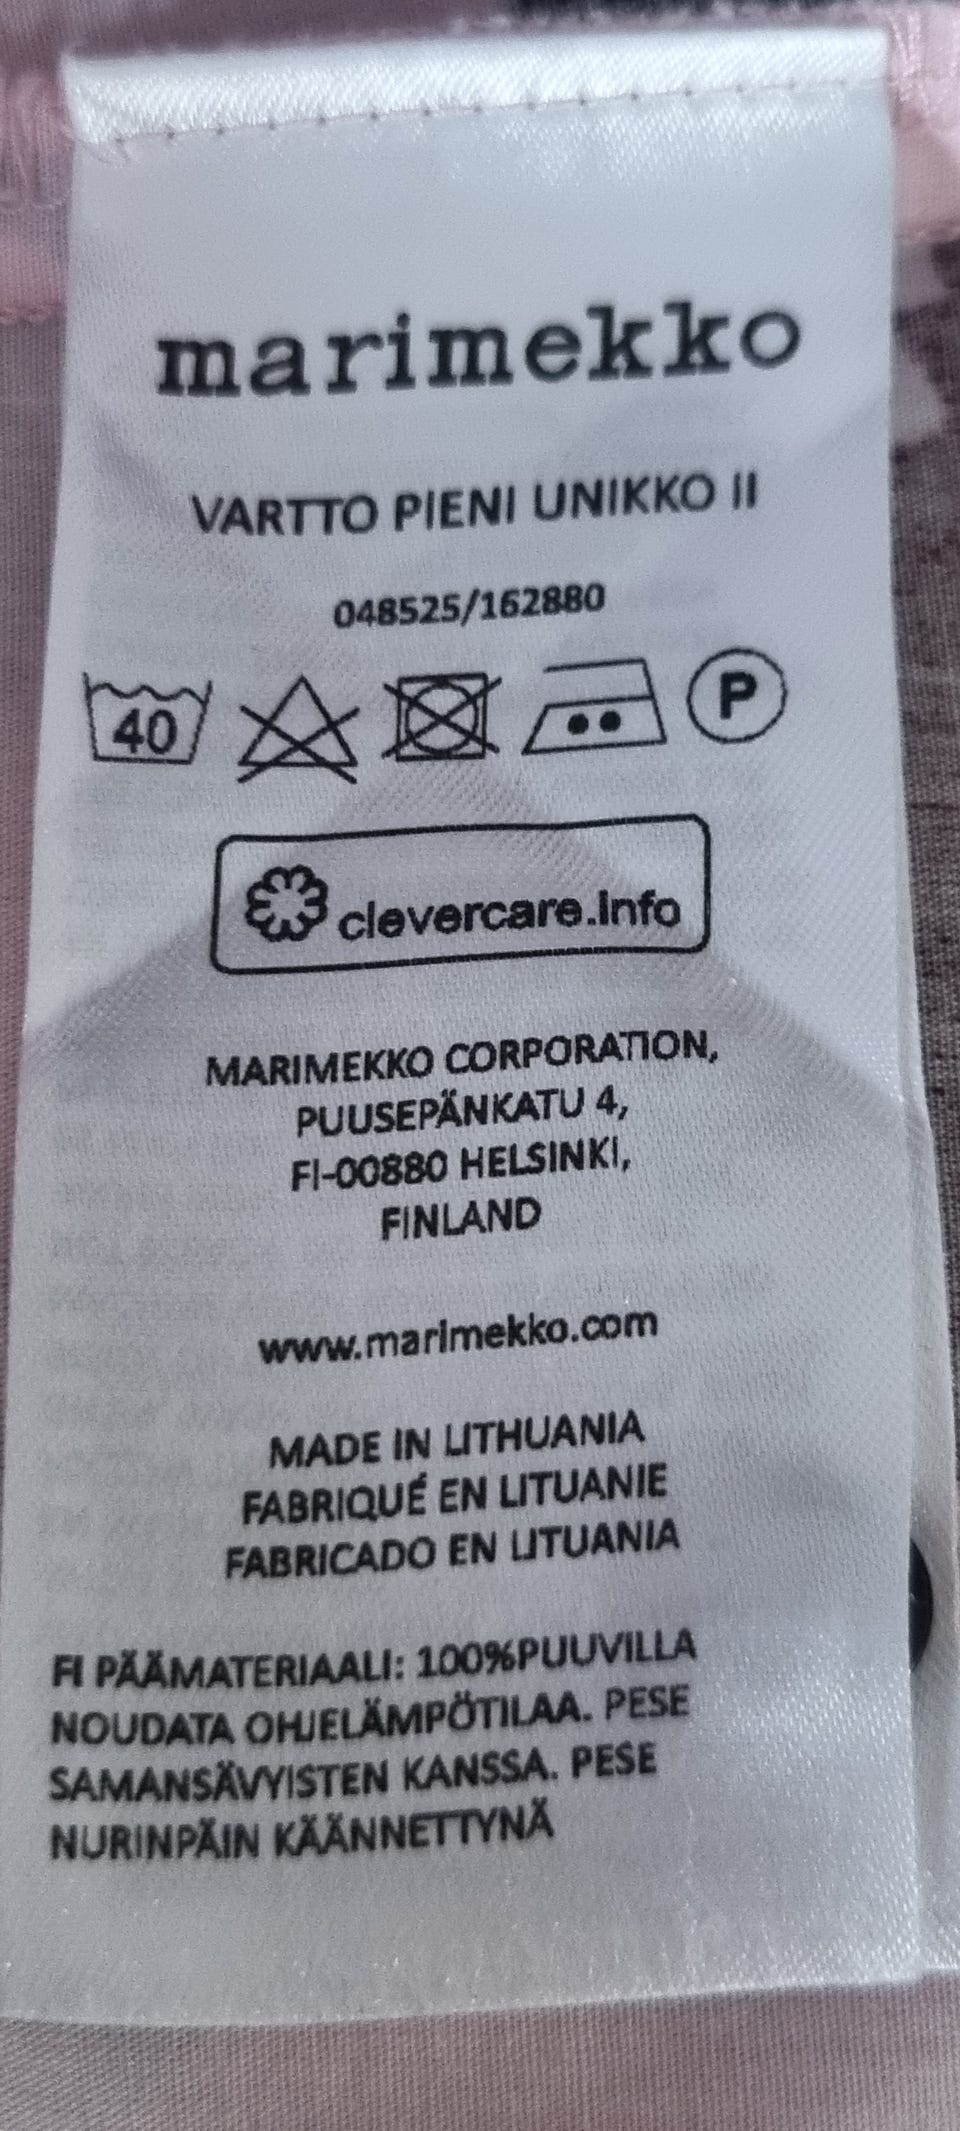 marimekko
VARTTO PIENI UNIKKO II
048525/162880
40 P
clevercare.info
MARIMEKKO CORPORATION,
PUUSEPÄNKATU 4,
FI-00880 HELSINKI,
FINLAND
www.marimekko.com
MADE IN LITHUANIA
FABRIQUÉ EN LITUANIE
FABRICADO EN LITUANIA
FI PÄÄMATERIAALI: 100%PUUVILLA
NOUDATA OHJELÄMPÖTILAA. PESE
SAMANSÄVYISTEN KANSSA. PESE
NURINPÄIN KÄÄNNETTYNÄ